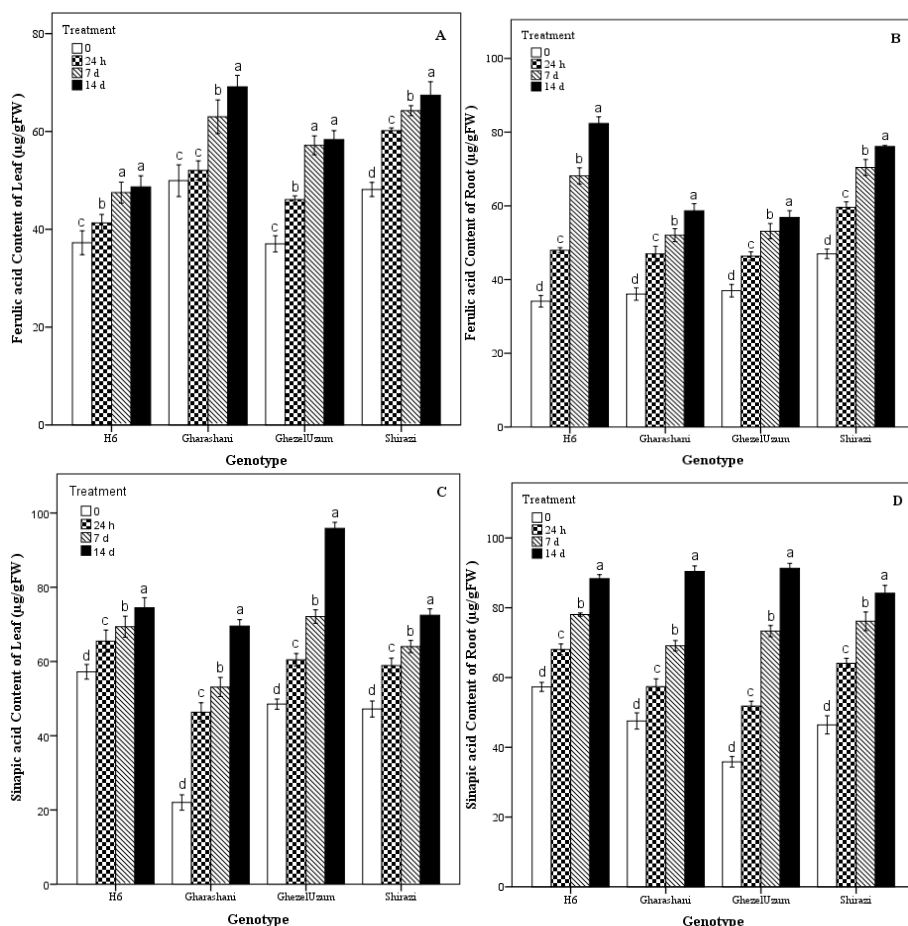 Treatment
0
24 h
7 d
14 d
A
Ferulic acid Content of Leaf (µg/gFW)
80
60
40
20
0
c b a a
c c b a
c b a a
d c b a
H6 Gharashani GhezelUzum Shirazi
Genotype
Treatment
0
24 h
7 d
14 d
B
Ferulic acid Content of Root (µg/gFW)
100
80
60
40
20
0
d c b a
d c b a
d c b a
d c b a
H6 Gharashani GhezelUzum Shirazi
Genotype
Treatment
0
24 h
7 d
14 d
C
Sinapic acid Content of Leaf (µg/gFW)
100
80
60
40
20
0
d c b a
d c b a
d c b a
d c b a
H6 Gharashani GhezelUzum Shirazi
Genotype
Treatment
0
24 h
7 d
14 d
D
Sinapic acid Content of Root (µg/gFW)
100
80
60
40
20
0
d c b a
d c b a
d c b a
d c b a
H6 Gharashani GhezelUzum Shirazi
Genotype